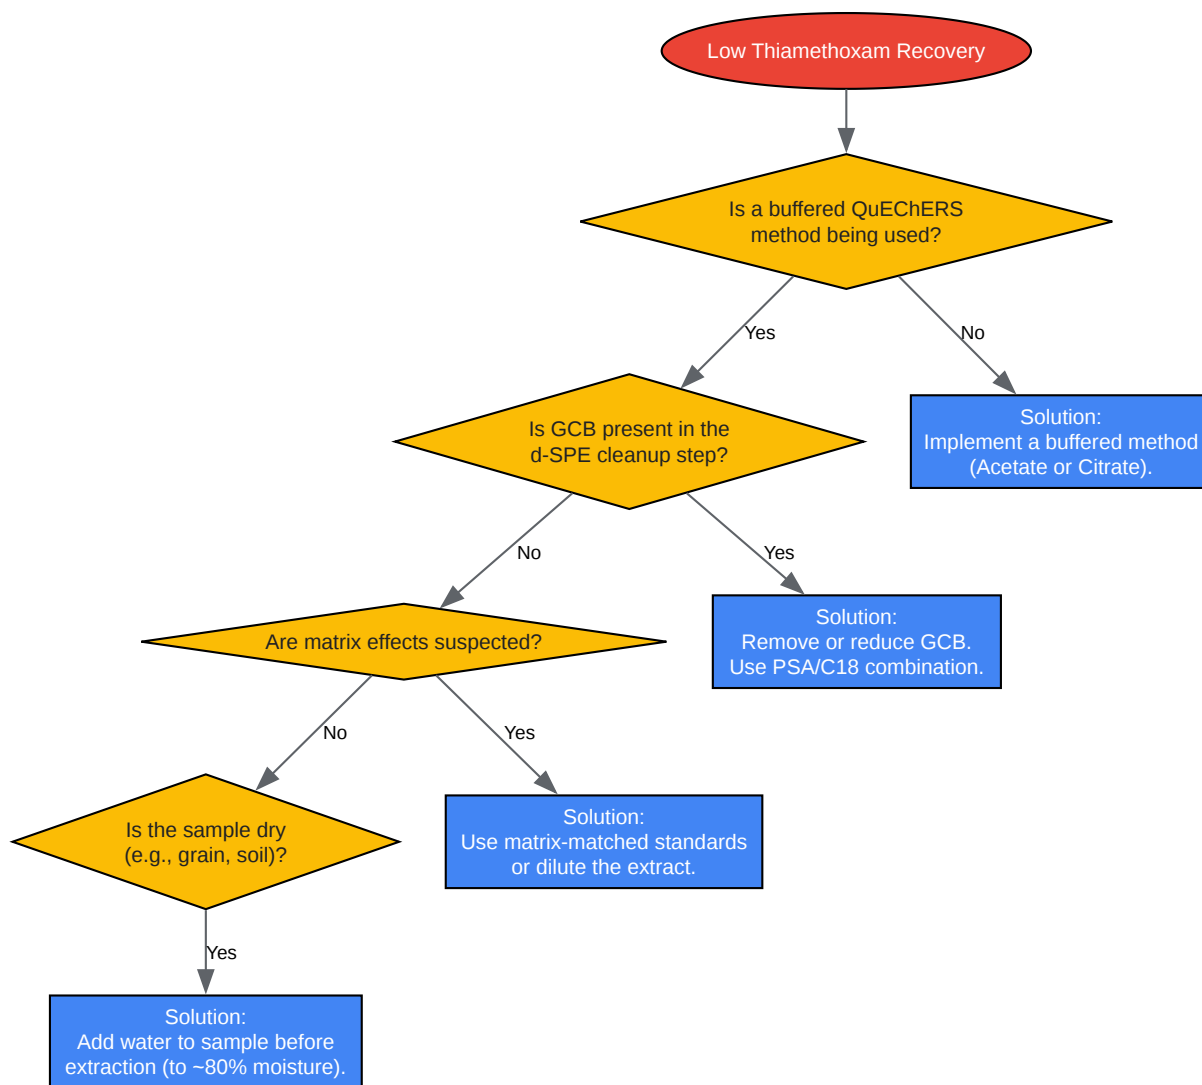 Low Thiamethoxam Recovery
Is a buffered QuEChERS
method being used?
Yes
No
Is GCB present in the
d-SPE cleanup step?
Solution:
Implement a buffered method
(Acetate or Citrate).
No
Yes
Are matrix effects suspected?
Solution:
Remove or reduce GCB.
Use PSA/C18 combination.
No
Yes
Is the sample dry
(e.g., grain, soil)?
Solution:
Use matrix-matched standards
or dilute the extract.
Yes
Solution:
Add water to sample before
extraction (to ~80% moisture).